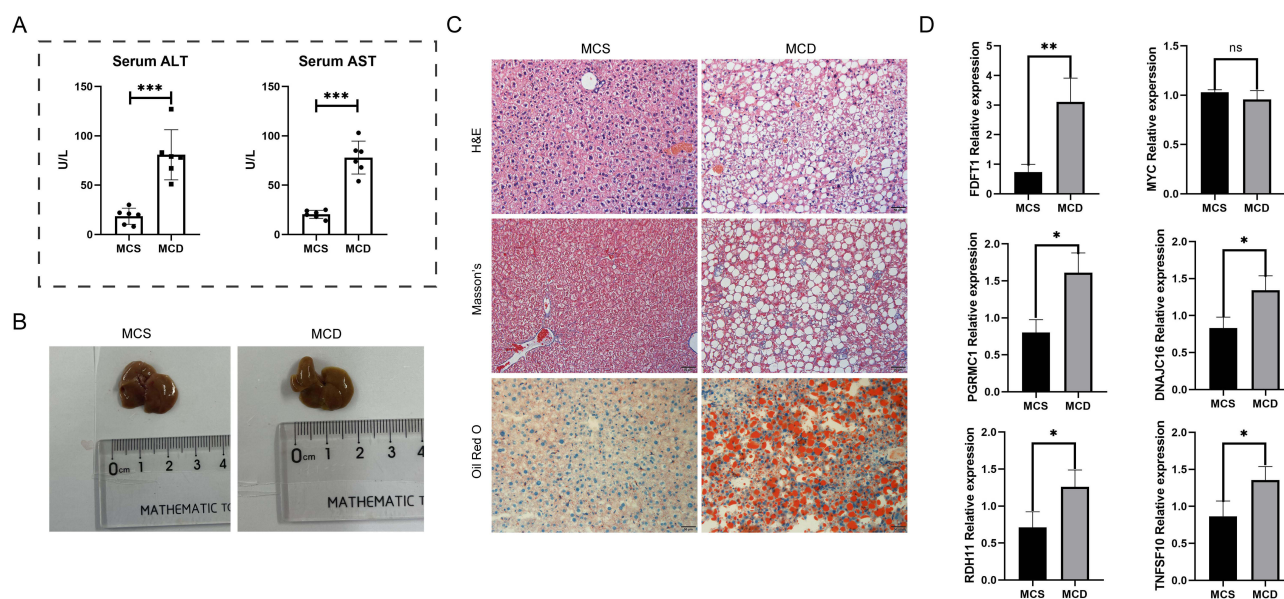 A
Serum ALT
Serum AST
150
100
50
0
U/L
***
MCS
MCD
150
100
50
0
U/L
***
MCS
MCD
B
MCS
MCD
0cm 1 2 3 4
MATHEMATIC TO
0cm 1 2 3 4
MATHEMATIC T
C
MCS
MCD
H&E
Masson's
Oil Red O
D
FDFT1 Relative expression
5
4
3
2
1
0
**
MCS
MCD
MYC Relative experssion
1.5
1.0
0.5
0.0
ns
MCS
MCD
PGRMC1 Relative expression
2.0
1.5
1.0
0.5
0.0
*
MCS
MCD
DNAJC16 Relative expression
2.0
1.5
1.0
0.5
0.0
*
MCS
MCD
RDH11 Relative expression
2.0
1.5
1.0
0.5
0.0
*
MCS
MCD
TNFSF10 Relative expression
2.0
1.5
1.0
0.5
0.0
*
MCS
MCD